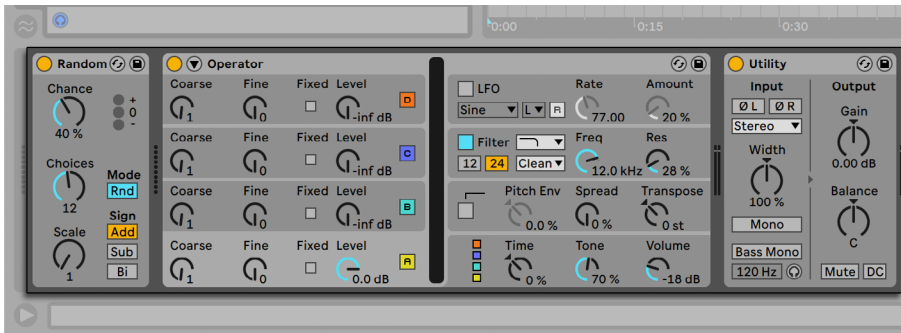 0:00 0:15 0:30
Random
Chance
+
0
-
40 %
Choices
12
Mode
Rnd
Sign
Add
Sub
Bi
Scale
1
Operator
Coarse Fine Fixed Level
1 0 -inf dB D
Coarse Fine Fixed Level
1 0 -inf dB C
Coarse Fine Fixed Level
1 0 -inf dB B
Coarse Fine Fixed Level
1 0 0.0 dB A
LFO Rate Amount
Sine L R 77.00 20 %
Filter Freq Res
12 24 Clean 12.0 kHz 28 %
Pitch Env Spread Transpose
0.0 % 0 % 0 st
Time Tone Volume
0 % 70 % -18 dB
Utility
Input
Ø L Ø R
Stereo
Width
100 %
Mono
Bass Mono
120 Hz
Output
Gain
0.00 dB
Balance
C
Mute DC